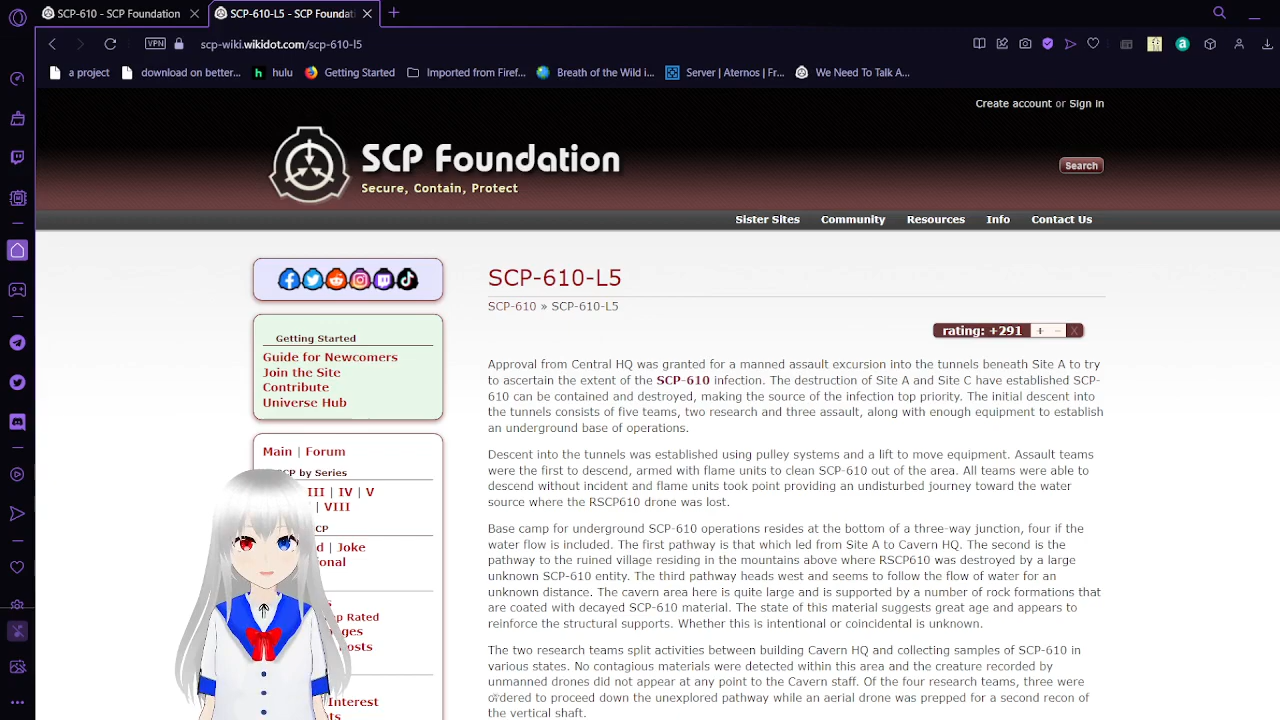 SCP-610 - SCP Foundation
SCP-610-L5 - SCP Foundati
VPN
scp-wiki.wikidot.com/scp-610-l5
a project
download on better...
hulu
Getting Started
Imported from Firef...
Breath of the Wild i...
Server | Aternos | Fr...
We Need To Talk A...
Create account or Sign in
SCP Foundation
Secure, Contain, Protect
Search
Sister Sites
Community
Resources
Info
Contact Us
Getting Started
Guide for Newcomers
Join the Site
Contribute
Universe Hub
Main | Forum
CP by Series
III | IV | V
| VIII
CP
d | Joke
ional
s
op Rated
ages
osts
Interest
ts
SCP-610-L5
SCP-610 » SCP-610-L5
rating: +291 + – X
Approval from Central HQ was granted for a manned assault excursion into the tunnels beneath Site A to try
to ascertain the extent of the SCP-610 infection. The destruction of Site A and Site C have established SCP-
610 can be contained and destroyed, making the source of the infection top priority. The initial descent into
the tunnels consists of five teams, two research and three assault, along with enough equipment to establish
an underground base of operations.
Descent into the tunnels was established using pulley systems and a lift to move equipment. Assault teams
were the first to descend, armed with flame units to clean SCP-610 out of the area. All teams were able to
descend without incident and flame units took point providing an undisturbed journey toward the water
source where the RSCP610 drone was lost.
Base camp for underground SCP-610 operations resides at the bottom of a three-way junction, four if the
water flow is included. The first pathway is that which led from Site A to Cavern HQ. The second is the
pathway to the ruined village residing in the mountains above where RSCP610 was destroyed by a large
unknown SCP-610 entity. The third pathway heads west and seems to follow the flow of water for an
unknown distance. The cavern area here is quite large and is supported by a number of rock formations that
are coated with decayed SCP-610 material. The state of this material suggests great age and appears to
reinforce the structural supports. Whether this is intentional or coincidental is unknown.
The two research teams split activities between building Cavern HQ and collecting samples of SCP-610 in
various states. No contagious materials were detected within this area and the creature recorded by
unmanned drones did not appear at any point to the Cavern staff. Of the four research teams, three were
ordered to proceed down the unexplored pathway while an aerial drone was prepped for a second recon of
the vertical shaft.